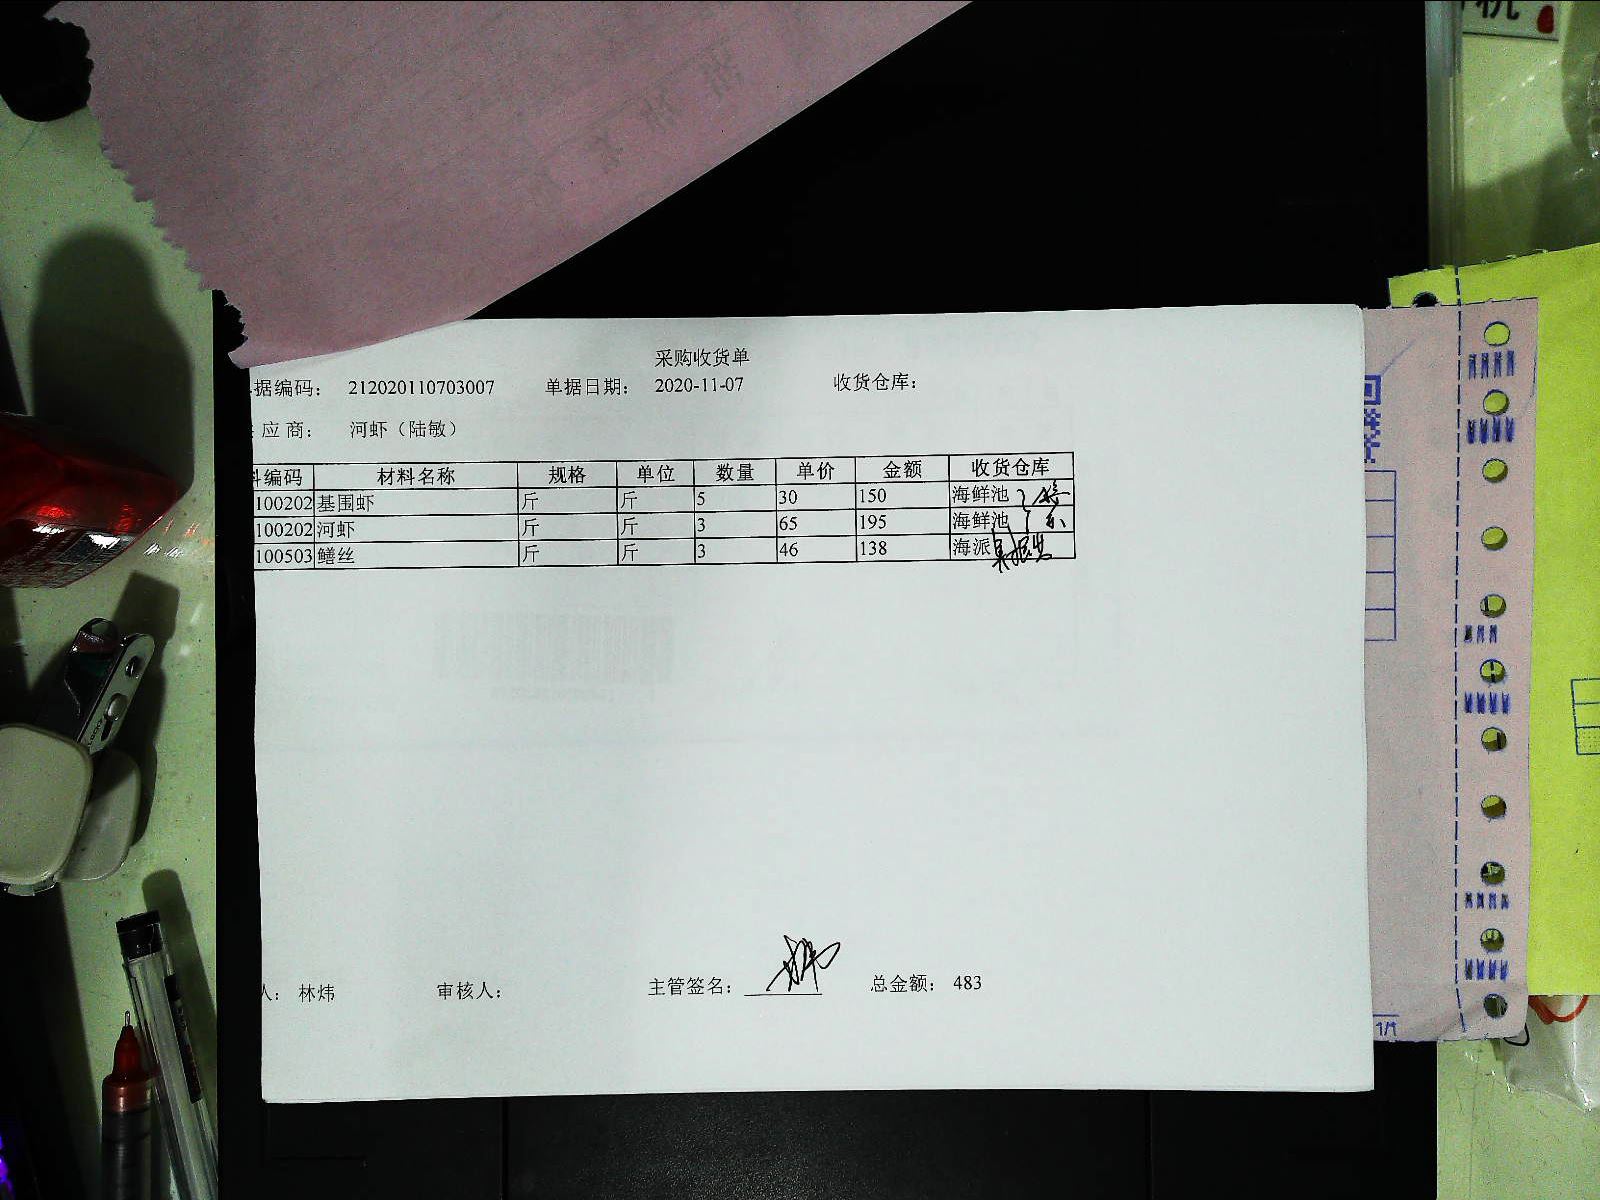 采购收货单
据编码： 212020110703007 单据日期： 2020-11-07 收货仓库：
应商： 河虾（陆敏）
料编码 材料名称 规格 单位 数量 单价 金额 收货仓库
100202 基围虾 斤 斤 5 30 150 海鲜池
100202 河虾 斤 斤 3 65 195 海鲜池
100503 鳝丝 斤 斤 3 46 138 海派
人： 林炜 审核人： 主管签名： 总金额： 483
1/1